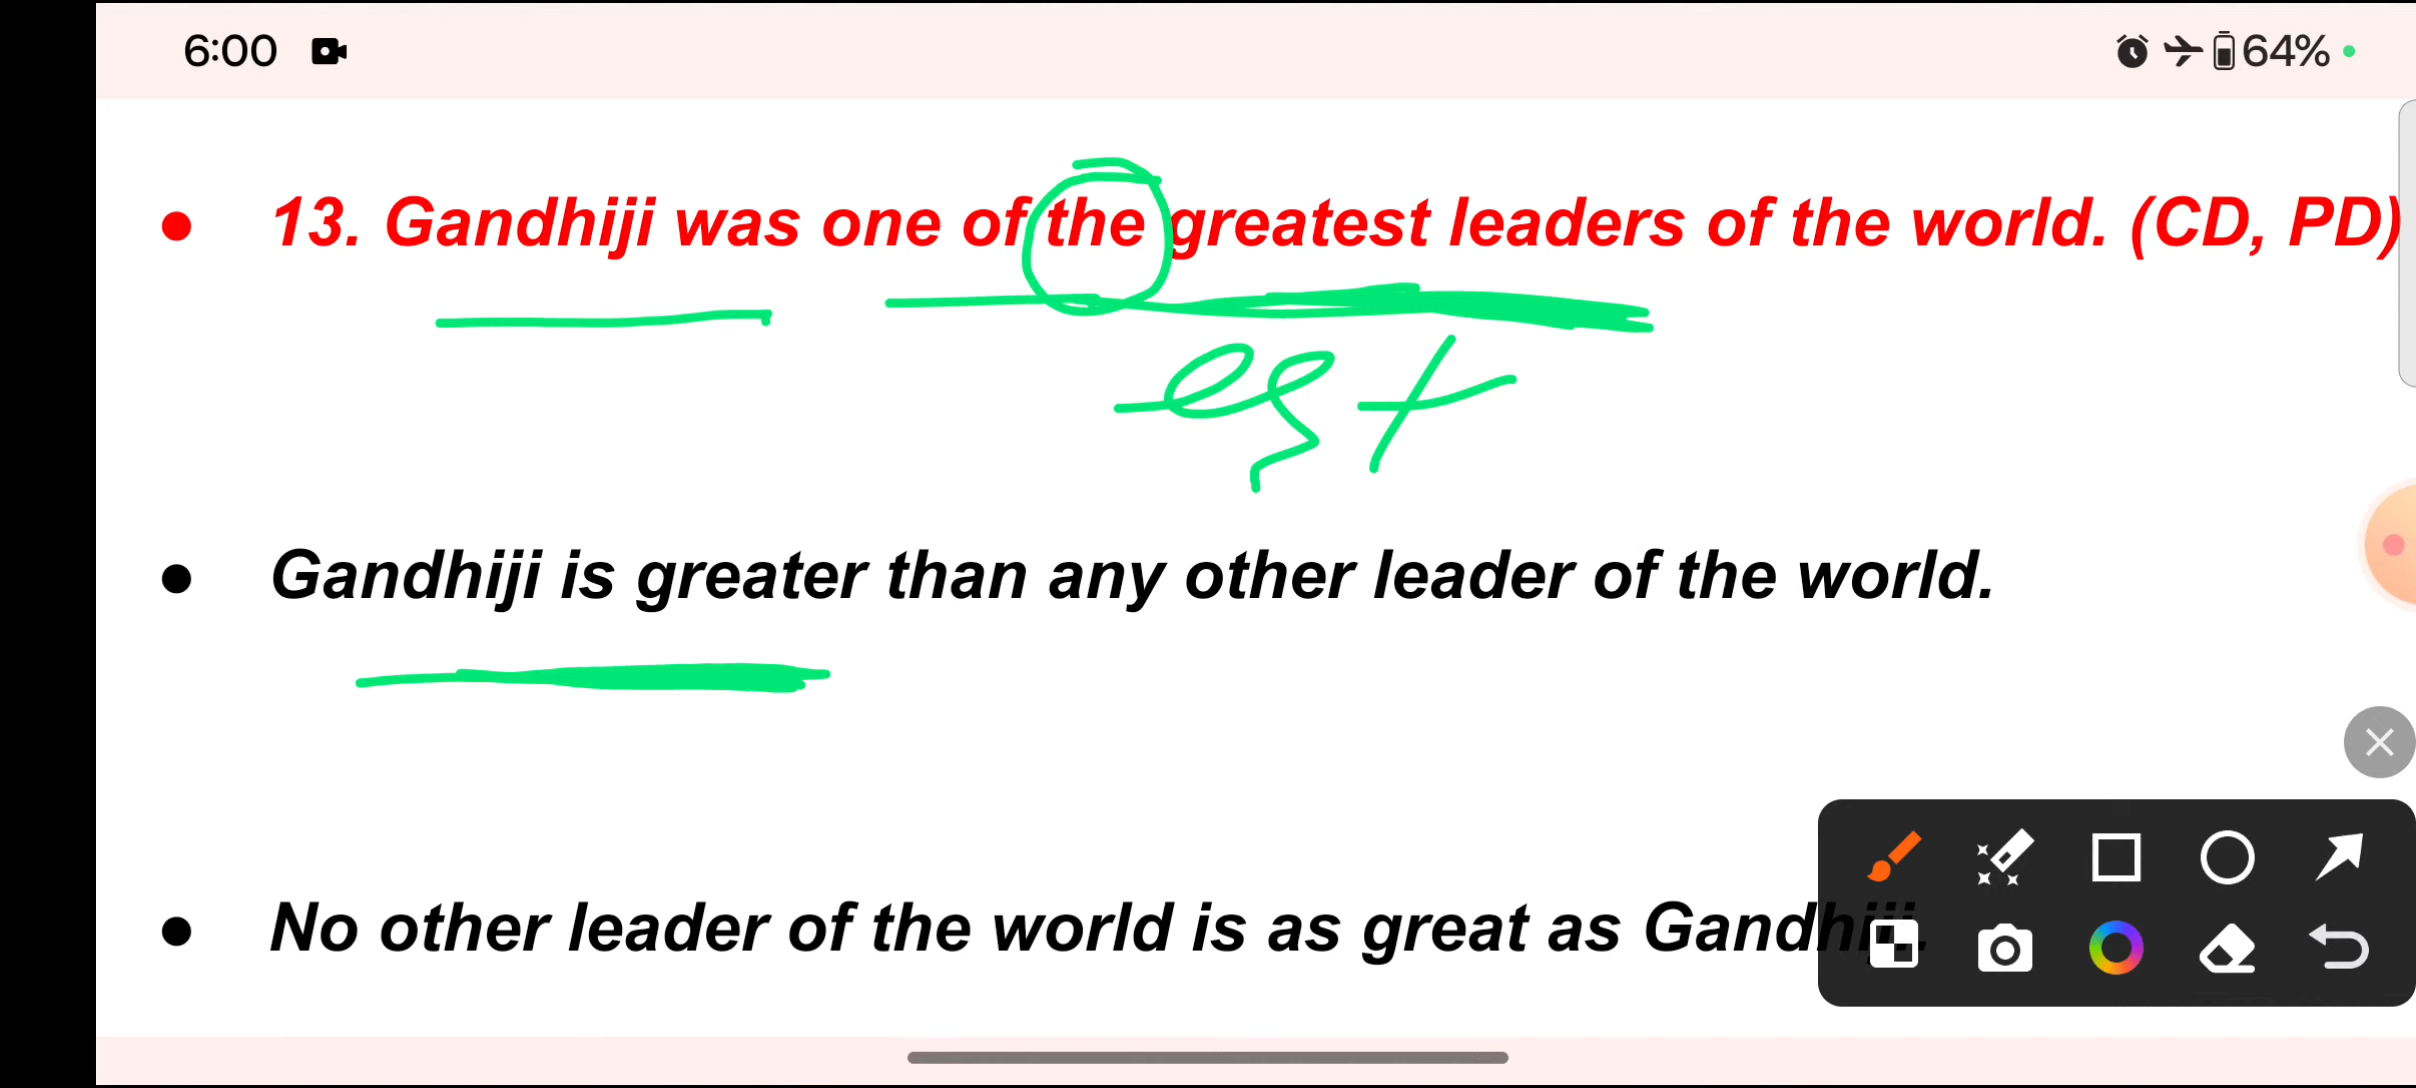 6:00
64%
13. Gandhiji was one of the greatest leaders of the world. (CD, PD)
est
Gandhiji is greater than any other leader of the world.
No other leader of the world is as great as Gandhiji.